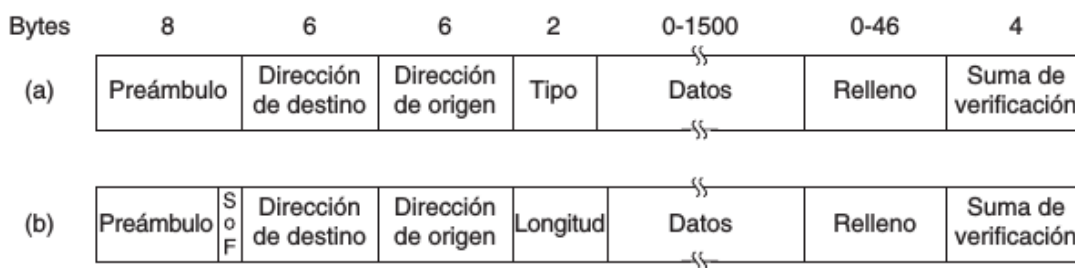 Bytes 8 6 6 2 0-1500 0-46 4
(a) Preámbulo Dirección de destino Dirección de origen Tipo Datos Relleno Suma de verificación
(b) Preámbulo SoF Dirección de destino Dirección de origen Longitud Datos Relleno Suma de verificación